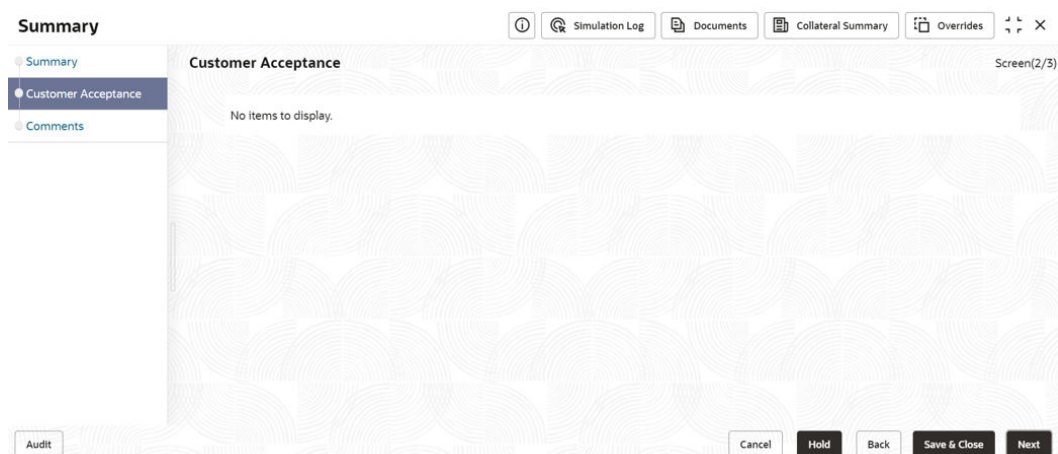 Summary
Simulation Log
Documents
Collateral Summary
Overrides
Summary
Customer Acceptance
Comments
Customer Acceptance
Screen(2/3)
No items to display.
Audit
Cancel
Hold
Back
Save & Close
Next